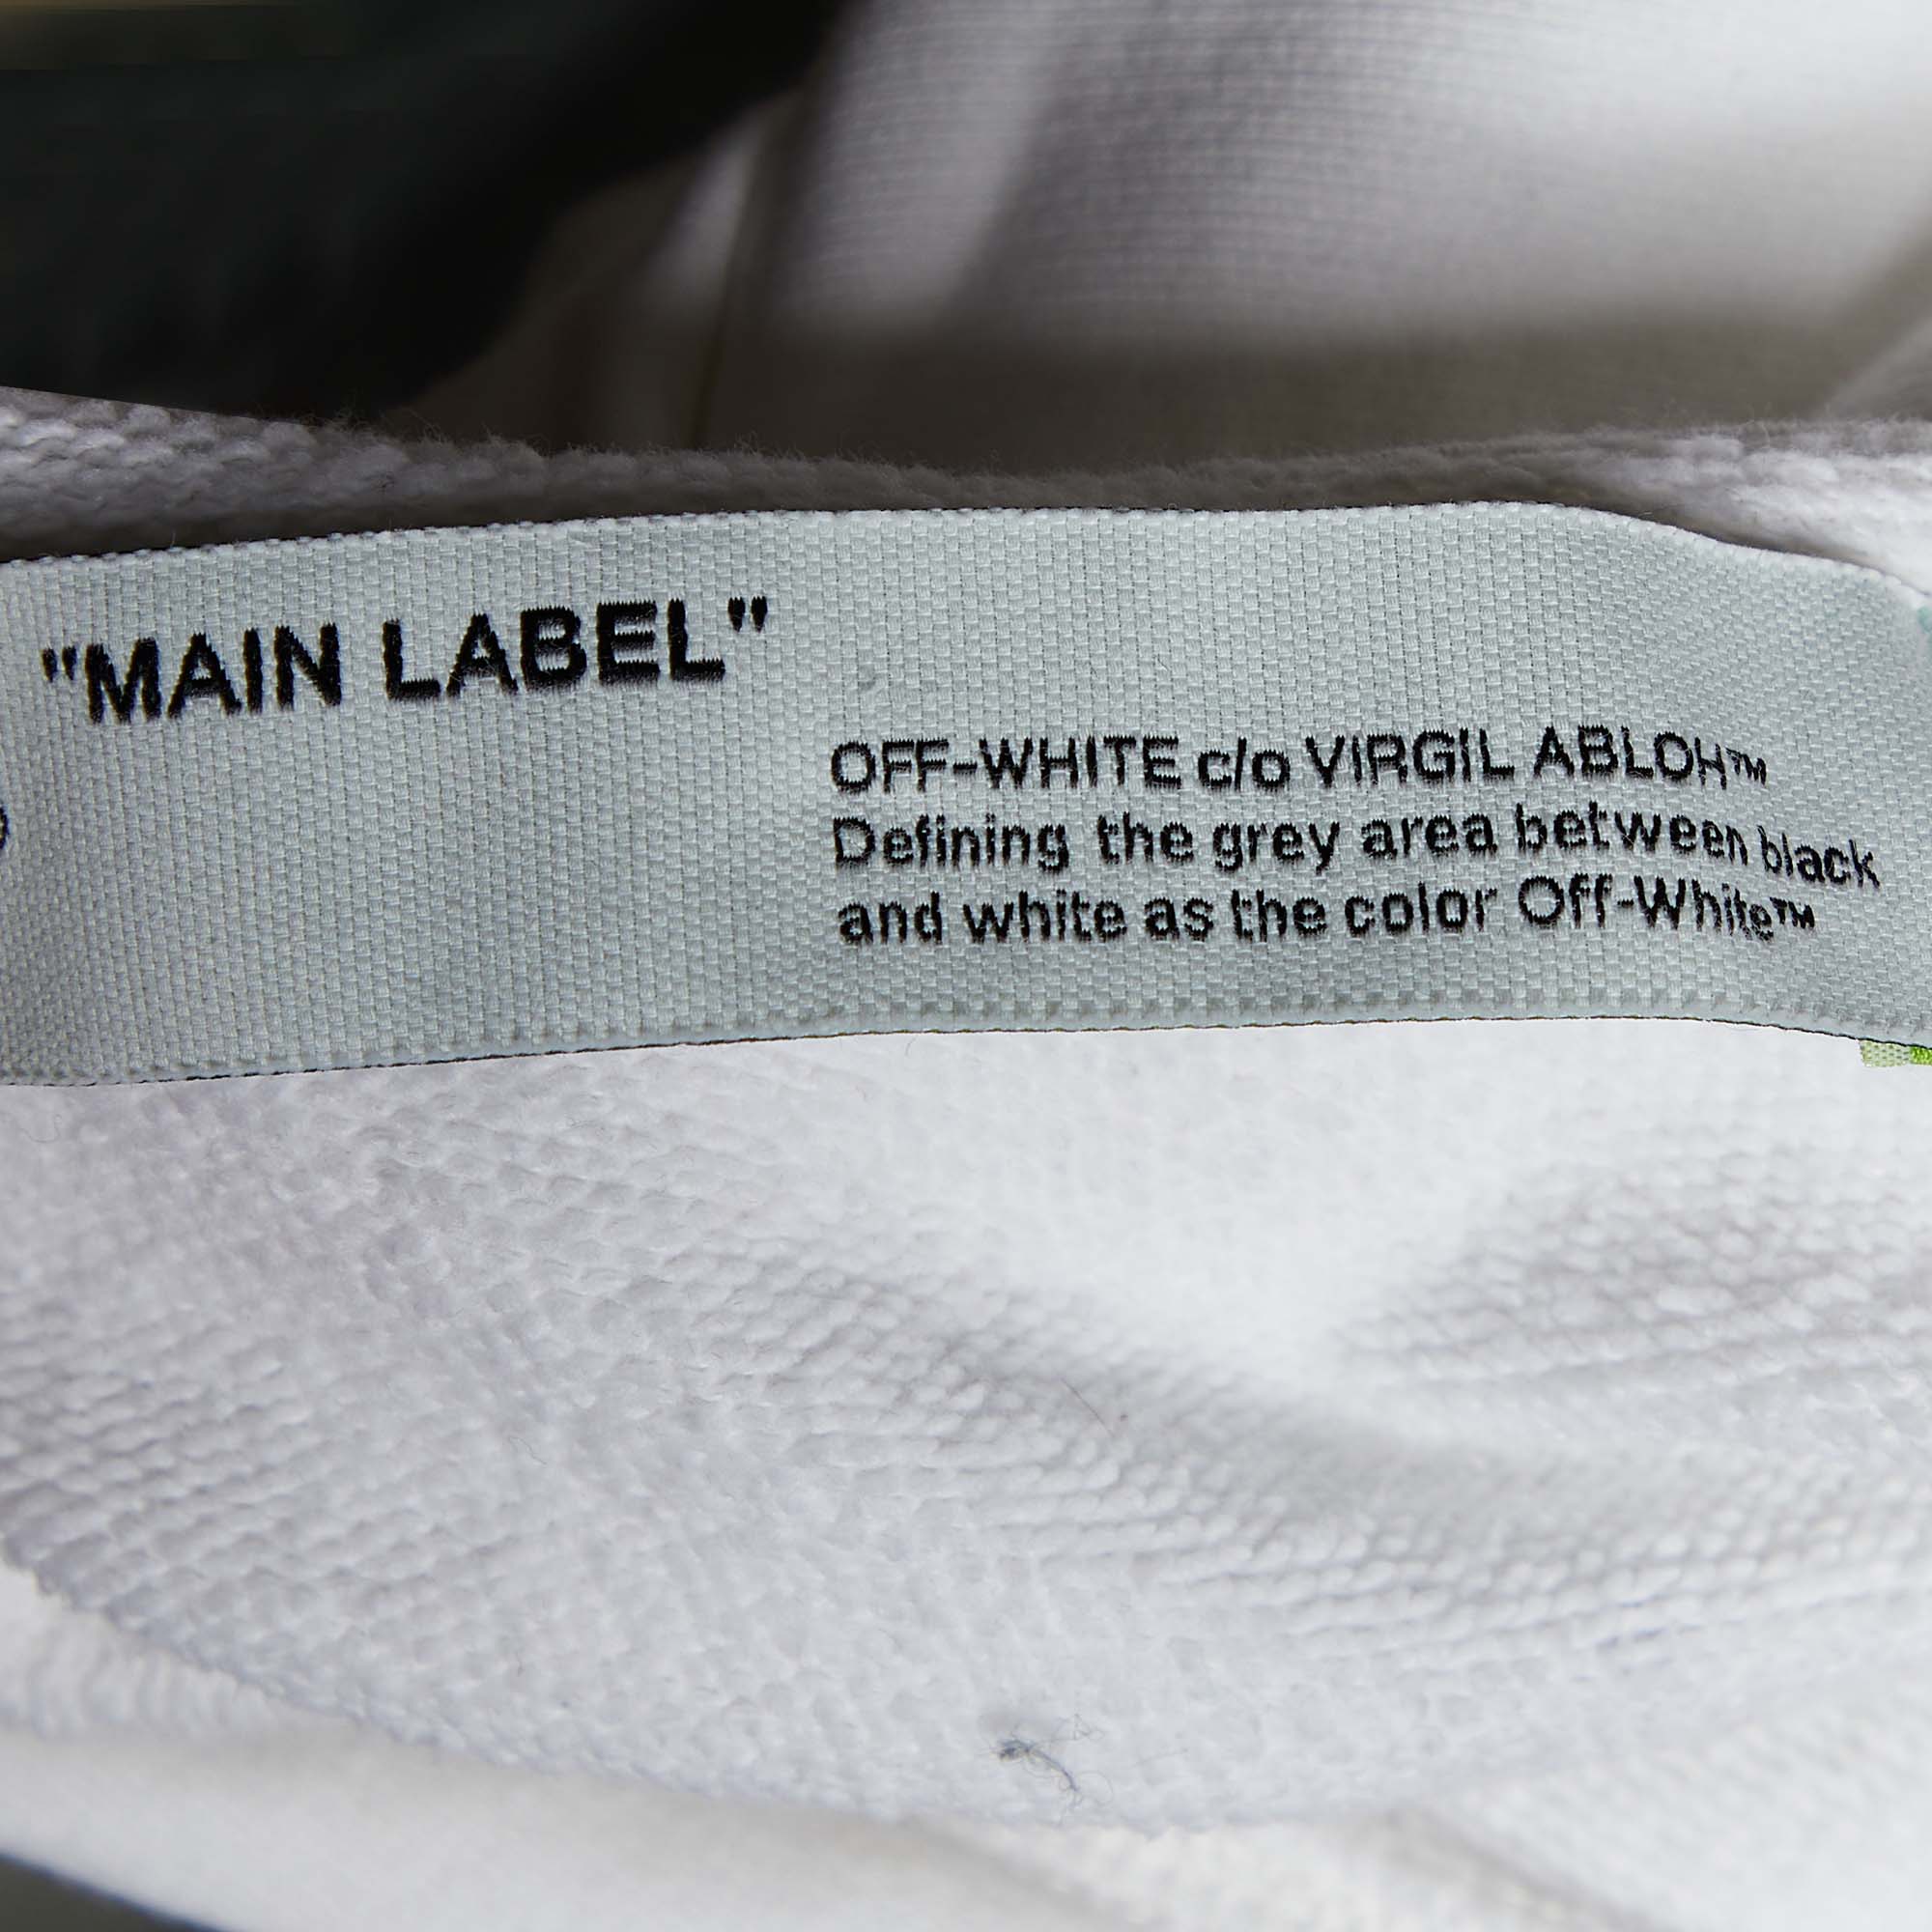 "MAIN LABEL"
OFF-WHITE c/o VIRGIL ABLOH™
Defining the grey area between black
and white as the color Off-White™